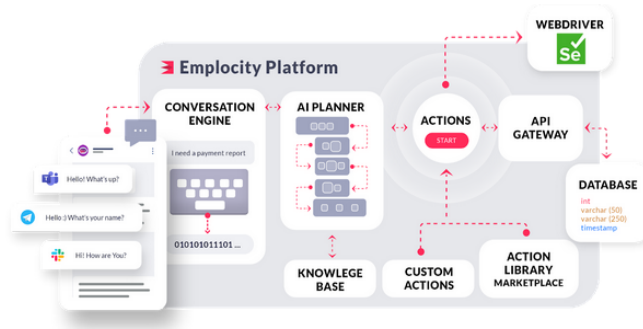 WEBDRIVER
Se
Emplocity Platform
CONVERSATION
ENGINE
I need a payment report
010101011101 ...
AI PLANNER
ACTIONS
START
API
GATEWAY
DATABASE
int
varchar (50)
varchar (250)
timestamp
Hello! What's up?
Hello :) What's your name?
Hi! How are You?
KNOWLEGE
BASE
CUSTOM
ACTIONS
ACTION
LIBRARY
MARKETPLACE